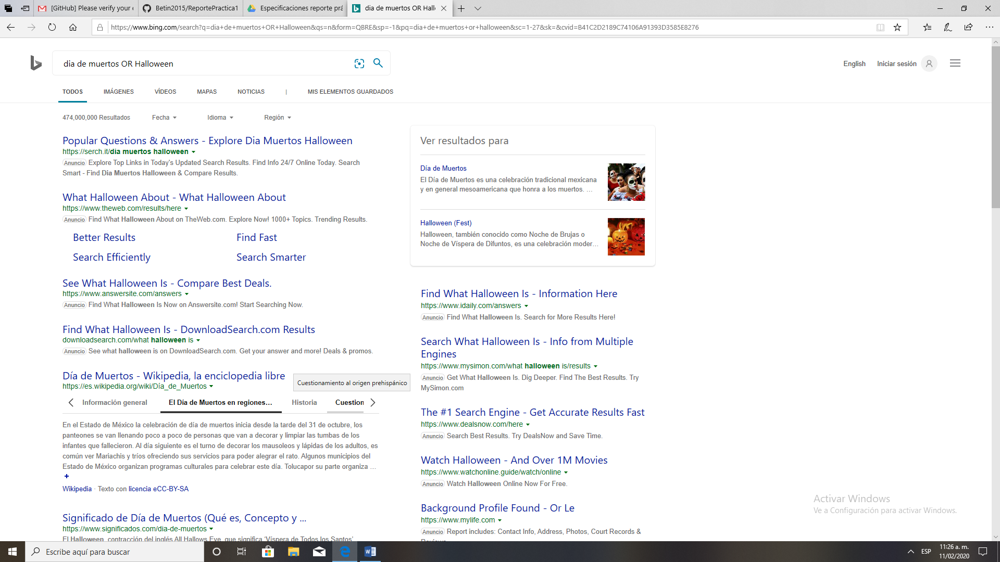 [GitHub] Please verify your e
Betin2015/ReportePractica1
Especificaciones reporte prá
dia de muertos OR Hall
https://www.bing.com/search?q=dia+de+muertos+OR+Halloween&qs=n&form=QBRE&sp=-1&pq=dia+de+muertos+or+halloween&sc=1-27&sk=&cvid=B41C2D2189C74106A91393D3585E8276
dia de muertos OR Halloween
English
Iniciar sesión
TODOS
IMÁGENES
VÍDEOS
MAPAS
NOTICIAS
|
MIS ELEMENTOS GUARDADOS
474,000,000 Resultados
Fecha
Idioma
Región
Popular Questions & Answers - Explore Dia Muertos Halloween
https://serch.it/dia muertos halloween
Anuncio Explore Top Links in Today's Updated Search Results. Find Info 24/7 Online Today. Search
Smart - Find Dia Muertos Halloween & Compare Results.
What Halloween About - What Halloween About
https://www.theweb.com/results/here
Anuncio Find What Halloween About on TheWeb.com. Explore Now! 1000+ Topics. Trending Results.
Better Results
Find Fast
Search Efficiently
Search Smarter
See What Halloween Is - Compare Best Deals.
https://www.answersite.com/answers
Anuncio Find What Halloween Is Now on Answersite.com! Start Searching Now.
Find What Halloween Is - DownloadSearch.com Results
downloadsearch.com/what halloween is
Anuncio See what halloween is on DownloadSearch.com. Get your answer and more! Deals & promos.
Día de Muertos - Wikipedia, la enciclopedia libre
https://es.wikipedia.org/wiki/Día_de_Muertos
Cuestionamiento al origen prehispánico
Información general
El Día de Muertos en regiones…
Historia
Cuestion
En el Estado de México la celebración de día de muertos inicia desde la tarde del 31 de octubre, los
panteones se van llenando poco a poco de personas que van a decorar y limpiar las tumbas de los
infantes que fallecieron. Al día siguiente es el turno de decorar los mausoleos y lápidas de los adultos, es
común ver Mariachis y tríos ofreciendo sus servicios para poder alegrar el rato. Algunos municipios del
Estado de México organizan programas culturales para celebrar este día. Tolucapor su parte organiza …
+
Wikipedia · Texto con licencia eCC-BY-SA
Significado de Día de Muertos (Qué es, Concepto y ...
https://www.significados.com/dia-de-muertos
El Halloween, contracción del inglés All Hallows Eve, que significa 'Víspera de Todos los Santos'
Ver resultados para
Día de Muertos
El Día de Muertos es una celebración tradicional mexicana
y en general mesoamericana que honra a los muertos. …
Halloween (Fest)
Halloween, también conocido como Noche de Brujas o
Noche de Víspera de Difuntos, es una celebración moder…
Find What Halloween Is - Information Here
https://www.idaily.com/answers
Anuncio Find What Halloween Is. Search for More Results Here!
Search What Halloween Is - Info from Multiple
Engines
https://www.mysimon.com/what halloween is/results
Anuncio Get What Halloween Is. Dig Deeper. Find The Best Results. Try
MySimon.com
The #1 Search Engine - Get Accurate Results Fast
https://www.dealsnow.com/here
Anuncio Search Best Results. Try DealsNow and Save Time.
Watch Halloween - And Over 1M Movies
https://www.watchonline.guide/watch/online
Anuncio Watch Halloween Online Now For Free.
Background Profile Found - Or Le
https://www.mylife.com
Anuncio Report includes: Contact Info, Address, Photos, Court Records &
Reviews
Activar Windows
Ve a Configuración para activar Windows.
Escribe aquí para buscar
ESP
11:26 a. m.
11/02/2020